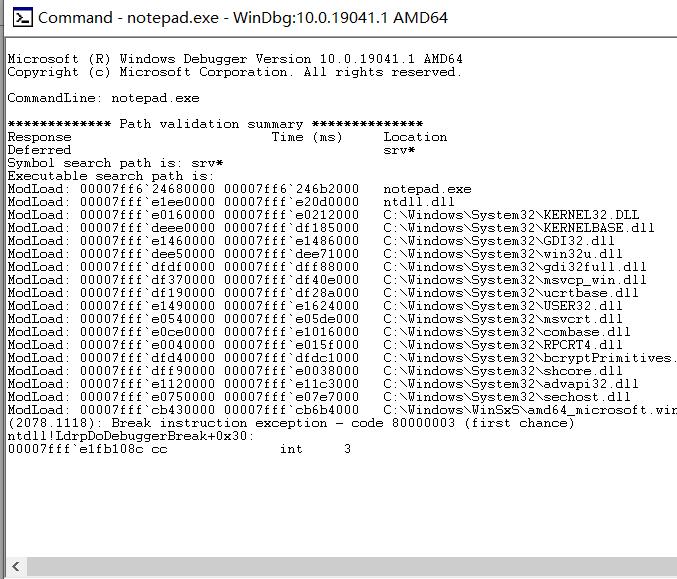 Command - notepad.exe - WinDbg:10.0.19041.1 AMD64
Microsoft (R) Windows Debugger Version 10.0.19041.1 AMD64
Copyright (c) Microsoft Corporation. All rights reserved.
CommandLine: notepad.exe
************* Path validation summary **************
Response                         Time (ms)     Location
Deferred                                       srv*
Symbol search path is: srv*
Executable search path is:
ModLoad: 00007ff6`24680000 00007ff6`246b2000   notepad.exe
ModLoad: 00007fff`e1ee0000 00007fff`e20d0000   ntdll.dll
ModLoad: 00007fff`e0160000 00007fff`e0212000   C:\Windows\System32\KERNEL32.DLL
ModLoad: 00007fff`deee0000 00007fff`df185000   C:\Windows\System32\KERNELBASE.dll
ModLoad: 00007fff`e1460000 00007fff`e1486000   C:\Windows\System32\GDI32.dll
ModLoad: 00007fff`dee50000 00007fff`dee71000   C:\Windows\System32\win32u.dll
ModLoad: 00007fff`dfdf0000 00007fff`dff88000   C:\Windows\System32\gdi32full.dll
ModLoad: 00007fff`df370000 00007fff`df40e000   C:\Windows\System32\msvcp_win.dll
ModLoad: 00007fff`df190000 00007fff`df28a000   C:\Windows\System32\ucrtbase.dll
ModLoad: 00007fff`e1490000 00007fff`e1624000   C:\Windows\System32\USER32.dll
ModLoad: 00007fff`e0540000 00007fff`e05de000   C:\Windows\System32\msvcrt.dll
ModLoad: 00007fff`e0ce0000 00007fff`e1016000   C:\Windows\System32\combase.dll
ModLoad: 00007fff`e0040000 00007fff`e015f000   C:\Windows\System32\RPCRT4.dll
ModLoad: 00007fff`dfd40000 00007fff`dfdc1000   C:\Windows\System32\bcryptPrimitives.
ModLoad: 00007fff`dff90000 00007fff`e0038000   C:\Windows\System32\shcore.dll
ModLoad: 00007fff`e1120000 00007fff`e11c3000   C:\Windows\System32\advapi32.dll
ModLoad: 00007fff`e0750000 00007fff`e07e7000   C:\Windows\System32\sechost.dll
ModLoad: 00007fff`cb430000 00007fff`cb6b4000   C:\Windows\WinSxS\amd64_microsoft.win
(2078.1118): Break instruction exception - code 80000003 (first chance)
ntdll!LdrpDoDebuggerBreak+0x30:
00007fff`e1fb108c cc              int     3